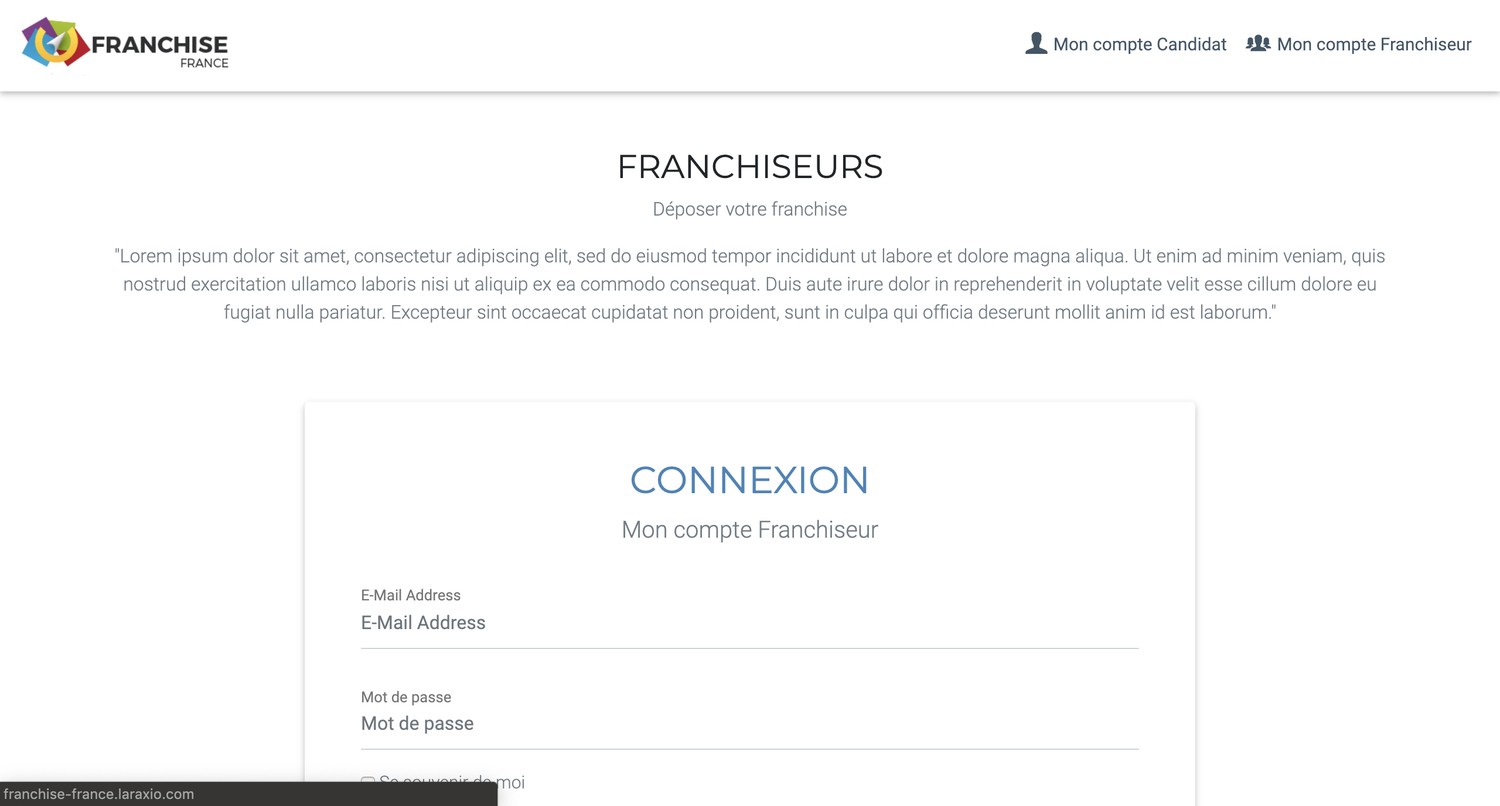 FRANCHISE
FRANCE
Mon compte Candidat
Mon compte Franchiseur
FRANCHISEURS
Déposer votre franchise
"Lorem ipsum dolor sit amet, consectetur adipiscing elit, sed do eiusmod tempor incididunt ut labore et dolore magna aliqua. Ut enim ad minim veniam, quis
nostrud exercitation ullamco laboris nisi ut aliquip ex ea commodo consequat. Duis aute irure dolor in reprehenderit in voluptate velit esse cillum dolore eu
fugiat nulla pariatur. Excepteur sint occaecat cupidatat non proident, sunt in culpa qui officia deserunt mollit anim id est laborum."
CONNEXION
Mon compte Franchiseur
E-Mail Address
E-Mail Address
Mot de passe
Mot de passe
Se souvenir de moi
franchise-france.laraxio.com